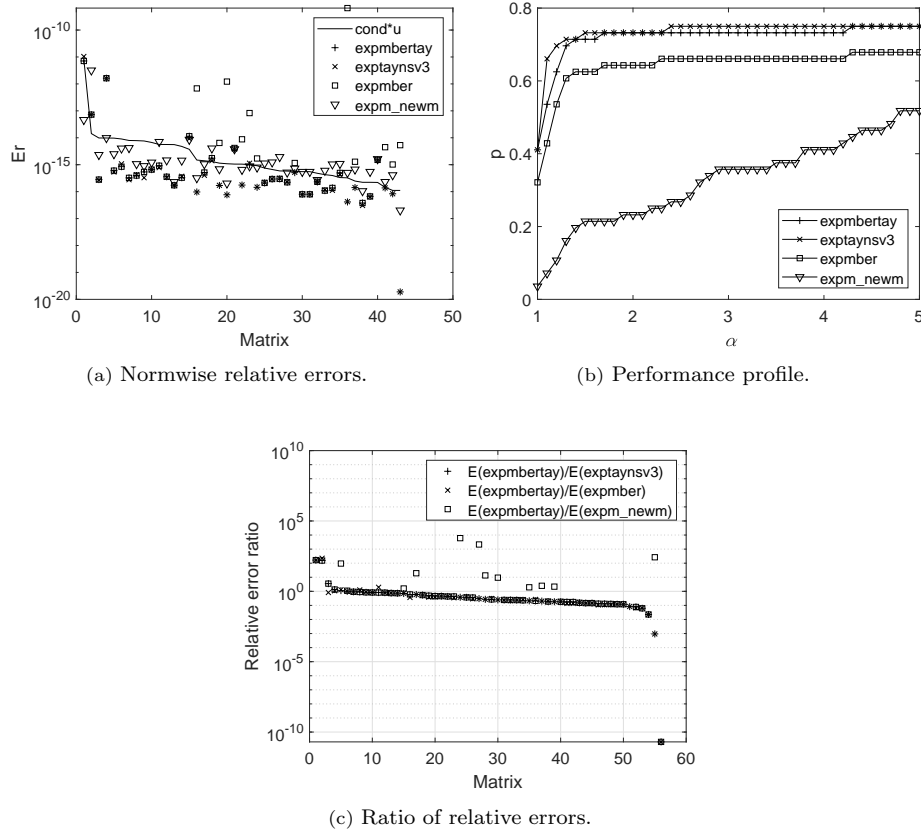 10^-10
10^-15
10^-20
Er
0 10 20 30 40 50
Matrix
cond*u
expmbertay
exptaynsv3
expmber
expm_newm
(a) Normwise relative errors.
0.8
0.6
0.4
0.2
0
p
1 2 3 4 5
α
expmbertay
exptaynsv3
expmber
expm_newm
(b) Performance profile.
10^10
10^5
10^0
10^-5
10^-10
Relative error ratio
0 10 20 30 40 50 60
Matrix
E(expmbertay)/E(exptaynsv3)
E(expmbertay)/E(expmber)
E(expmbertay)/E(expm_newm)
(c) Ratio of relative errors.